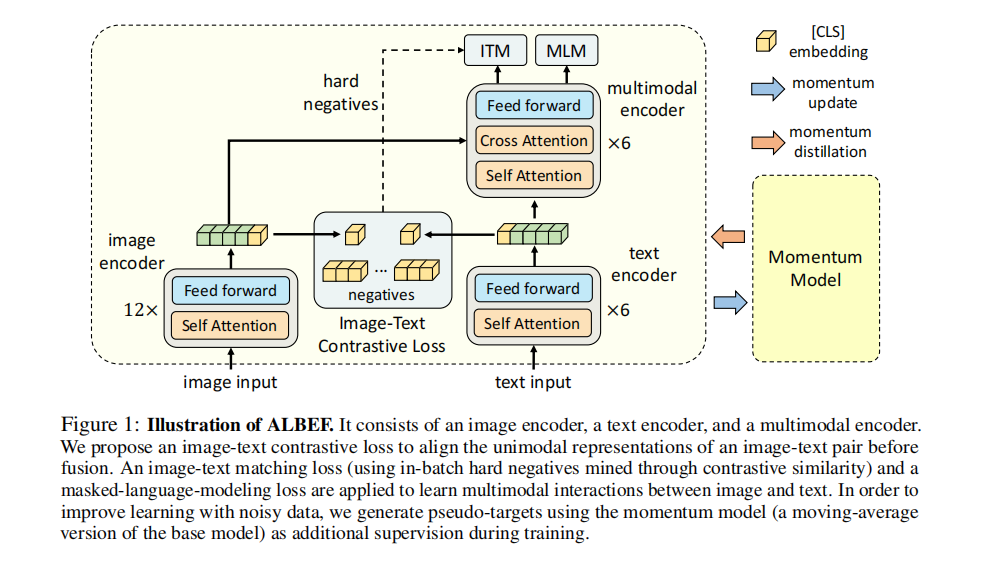 ITM
MLM
[CLS]
embedding
hard
negatives
multimodal
encoder
Feed forward
Cross Attention
Self Attention
×6
momentum
update
momentum
distillation
image
encoder
12×
Feed forward
Self Attention
...
negatives
Image-Text
Contrastive Loss
text
encoder
Feed forward
Self Attention
×6
Momentum
Model
image input
text input
Figure 1: Illustration of ALBEF. It consists of an image encoder, a text encoder, and a multimodal encoder.
We propose an image-text contrastive loss to align the unimodal representations of an image-text pair before
fusion. An image-text matching loss (using in-batch hard negatives mined through contrastive similarity) and a
masked-language-modeling loss are applied to learn multimodal interactions between image and text. In order to
improve learning with noisy data, we generate pseudo-targets using the momentum model (a moving-average
version of the base model) as additional supervision during training.